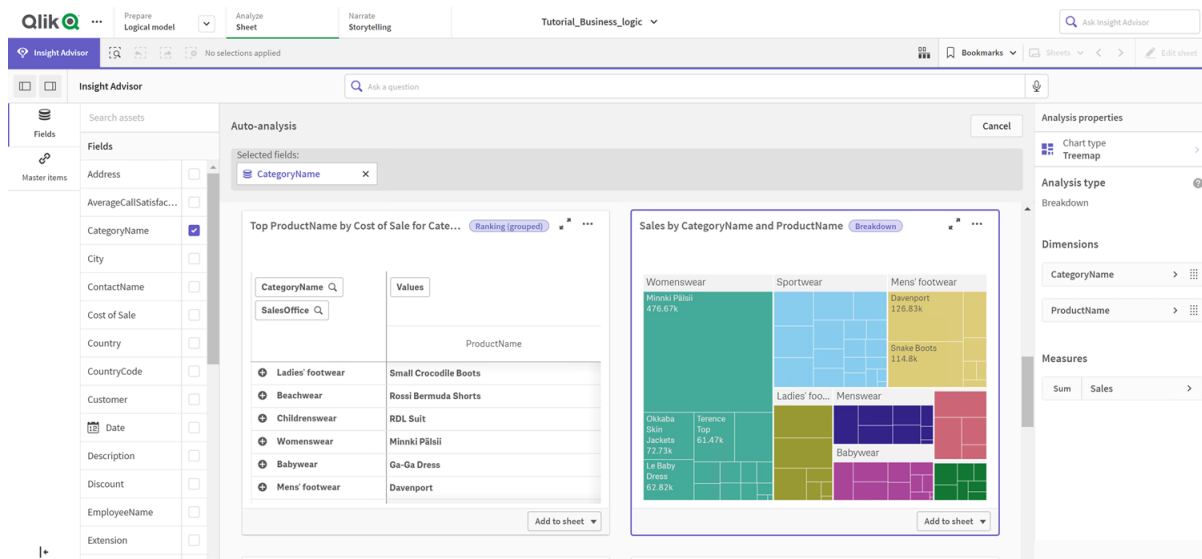 Qlik
Prepare
Logical model
Analyze
Sheet
Narrate
Storytelling
Tutorial_Business_logic
Ask Insight Advisor
Insight Advisor
No selections applied
Bookmarks
Sheets
Edit sheet
Insight Advisor
Ask a question
Fields
Master items
Search assets
Fields
Address
AverageCallSatisfac...
CategoryName
City
ContactName
Cost of Sale
Country
CountryCode
Customer
12 Date
Description
Discount
EmployeeName
Extension
Auto-analysis
Cancel
Selected fields:
CategoryName
Top ProductName by Cost of Sale for Cate...
Ranking (grouped)
CategoryName
Values
SalesOffice
ProductName
Ladies' footwear Small Crocodile Boots
Beachwear Rossi Bermuda Shorts
Childrenswear RDL Suit
Womenswear Minnki Pälsii
Babywear Ga-Ga Dress
Mens' footwear Davenport
Add to sheet
Sales by CategoryName and ProductName
Breakdown
Womenswear
Minnki Pälsii
476.67k
Okkaba
Skin
Jackets
72.73k
Terence
Top
61.47k
Le Baby
Dress
62.82k
Sportwear
Mens' footwear
Davenport
126.83k
Snake Boots
114.8k
Ladies' foo...
Menswear
Babywear
Add to sheet
Analysis properties
Chart type
Treemap
Analysis type
?
Breakdown
Dimensions
CategoryName
ProductName
Measures
Sum Sales